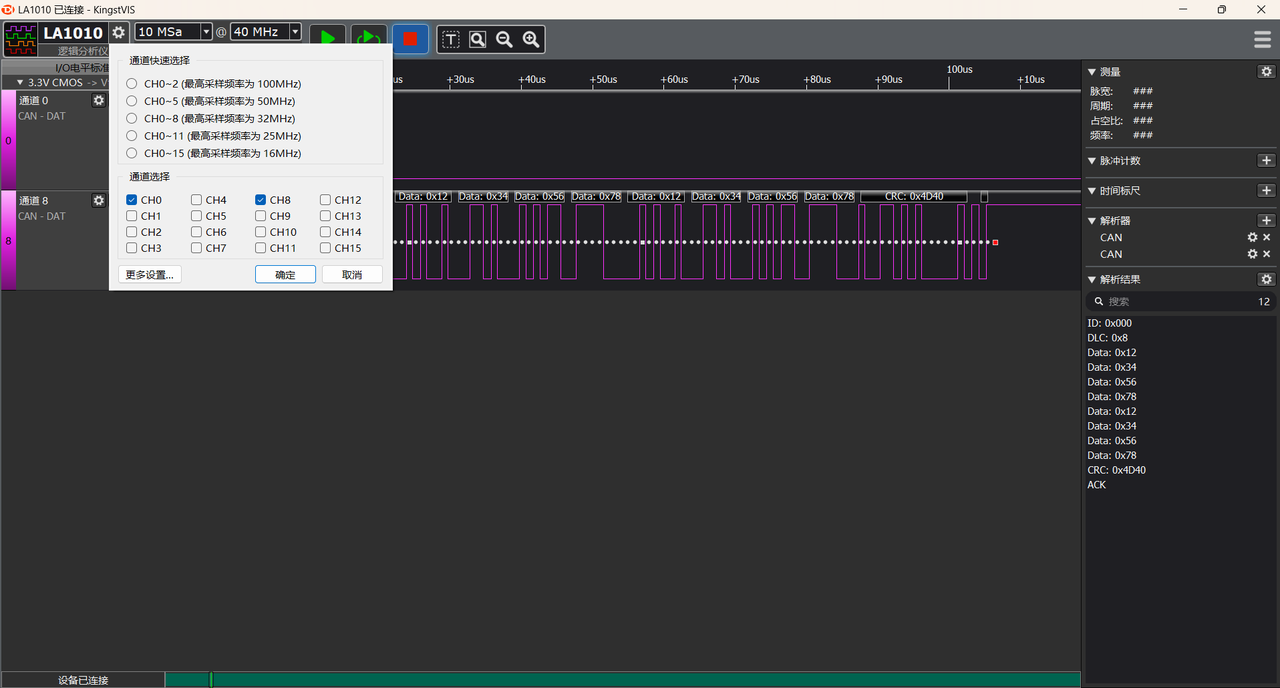 LA1010 已连接 - KingstVIS
LA1010
10 MSa
@
40 MHz
逻辑分析仪
I/O电平标准
3.3V CMOS -> V
通道 0
CAN - DAT
0
通道 8
CAN - DAT
8
通道快速选择
CH0~2 (最高采样频率为 100MHz)
CH0~5 (最高采样频率为 50MHz)
CH0~8 (最高采样频率为 32MHz)
CH0~11 (最高采样频率为 25MHz)
CH0~15 (最高采样频率为 16MHz)
通道选择
CH0 CH4 CH8 CH12
CH1 CH5 CH9 CH13
CH2 CH6 CH10 CH14
CH3 CH7 CH11 CH15
更多设置... 确定 取消
T
100us
us +30us +40us +50us +60us +70us +80us +90us +10us
Data: 0x12 Data: 0x34 Data: 0x56 Data: 0x78 Data: 0x12 Data: 0x34 Data: 0x56 Data: 0x78 CRC: 0x4D40
测量
脉宽: ###
周期: ###
占空比: ###
频率: ###
脉冲计数
时间标尺
解析器
CAN
CAN
解析结果
搜索 12
ID: 0x000
DLC: 0x8
Data: 0x12
Data: 0x34
Data: 0x56
Data: 0x78
Data: 0x12
Data: 0x34
Data: 0x56
Data: 0x78
CRC: 0x4D40
ACK
设备已连接